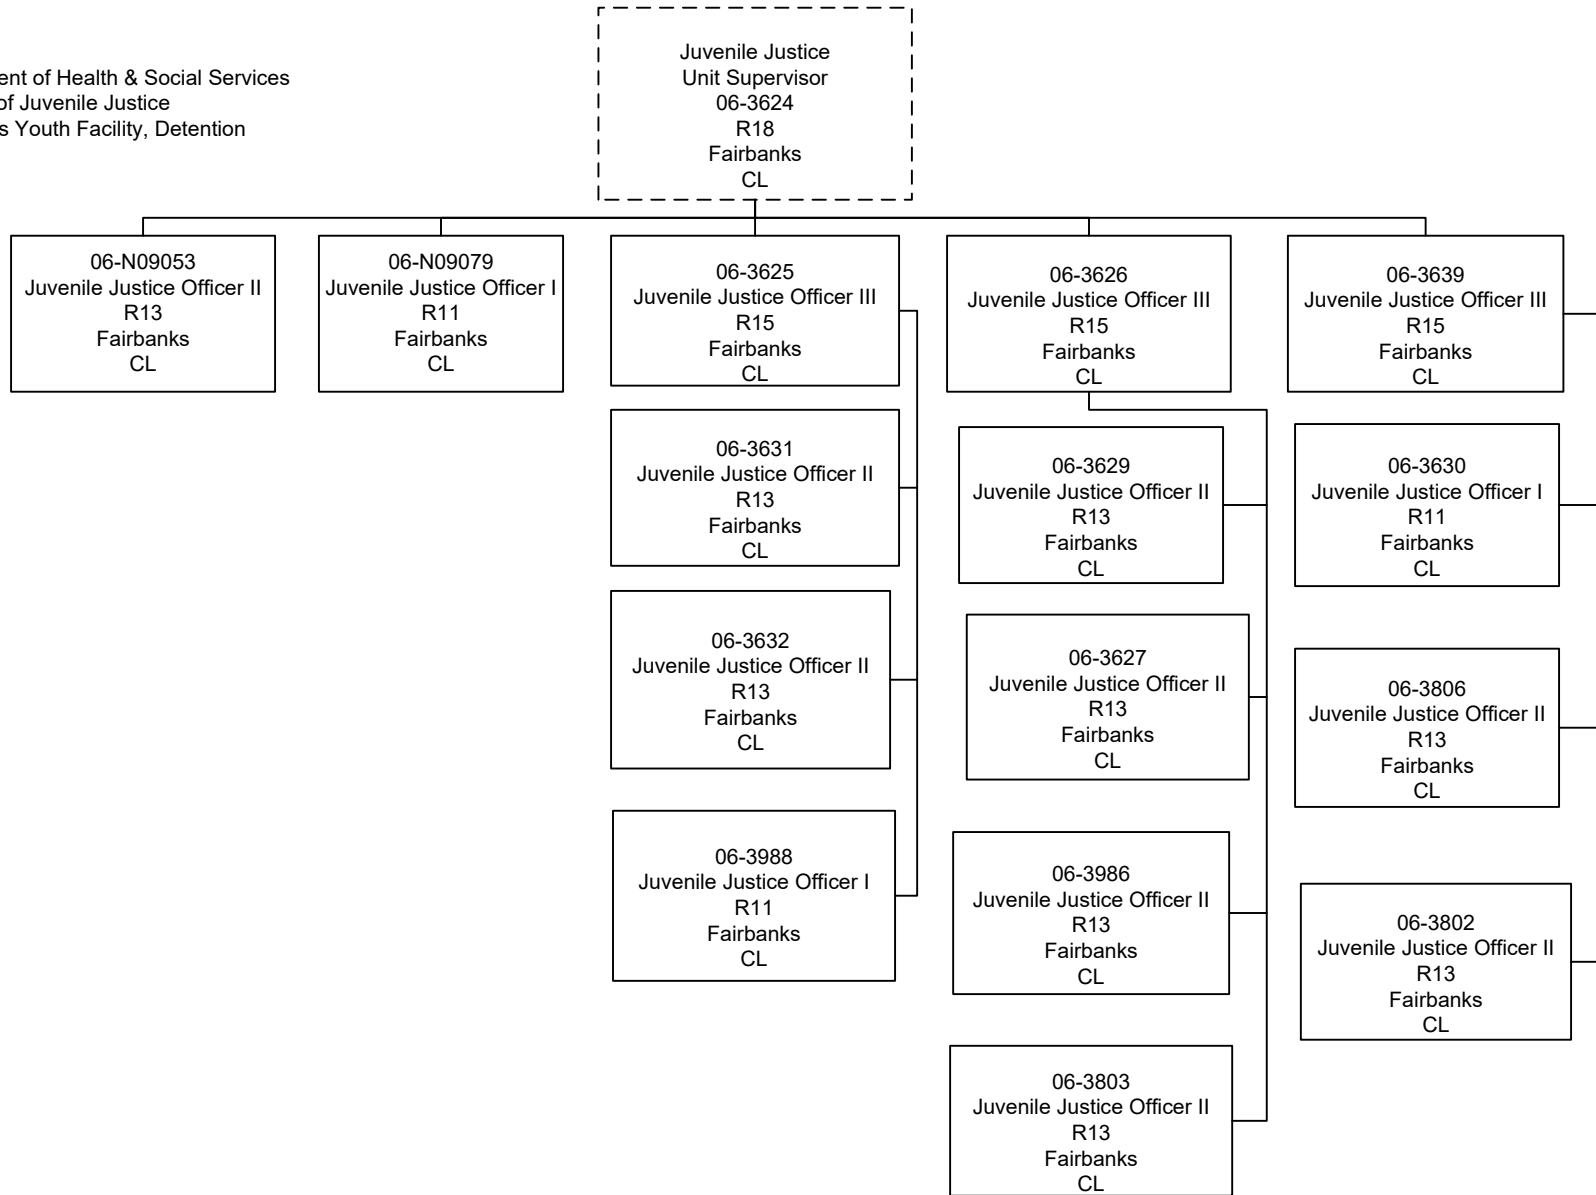 ent of Health & Social Services
of Juvenile Justice
s Youth Facility, Detention
Juvenile Justice
Unit Supervisor
06-3624
R18
Fairbanks
CL
06-N09053
Juvenile Justice Officer II
R13
Fairbanks
CL
06-N09079
Juvenile Justice Officer I
R11
Fairbanks
CL
06-3625
Juvenile Justice Officer III
R15
Fairbanks
CL
06-3626
Juvenile Justice Officer III
R15
Fairbanks
CL
06-3639
Juvenile Justice Officer III
R15
Fairbanks
CL
06-3631
Juvenile Justice Officer II
R13
Fairbanks
CL
06-3629
Juvenile Justice Officer II
R13
Fairbanks
CL
06-3630
Juvenile Justice Officer I
R11
Fairbanks
CL
06-3632
Juvenile Justice Officer II
R13
Fairbanks
CL
06-3627
Juvenile Justice Officer II
R13
Fairbanks
CL
06-3806
Juvenile Justice Officer II
R13
Fairbanks
CL
06-3988
Juvenile Justice Officer I
R11
Fairbanks
CL
06-3986
Juvenile Justice Officer II
R13
Fairbanks
CL
06-3802
Juvenile Justice Officer II
R13
Fairbanks
CL
06-3803
Juvenile Justice Officer II
R13
Fairbanks
CL